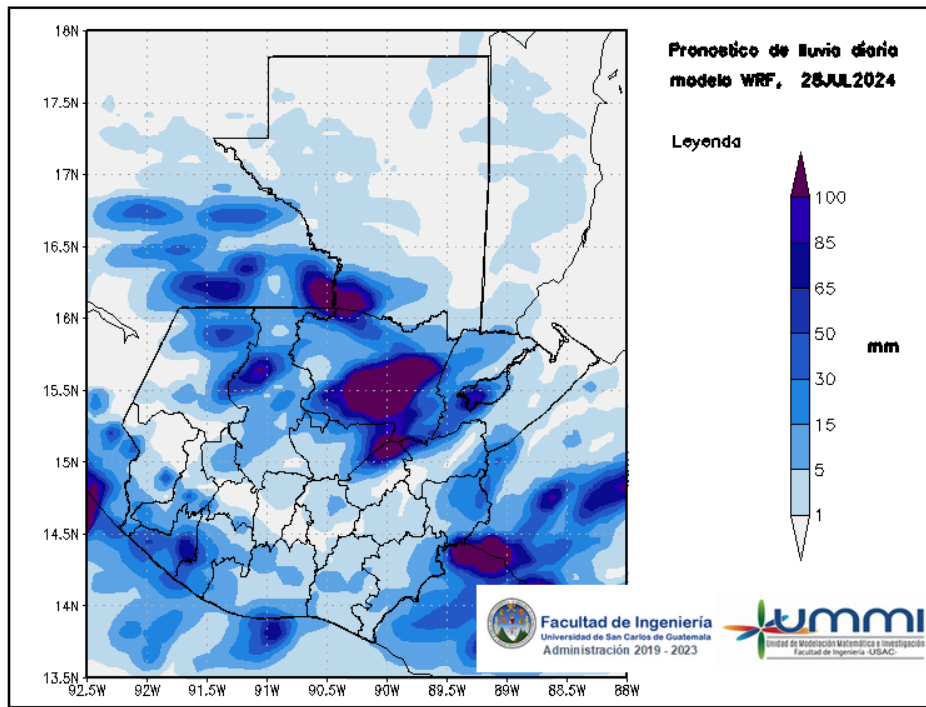 Pronostico de lluvia diaria
modelo WRF, 28JUL2024
Leyenda
100
85
65
50
30
15
5
1
mm
18N
17.5N
17N
16.5N
16N
15.5N
15N
14.5N
14N
13.5N
92.5W
92W
91.5W
91W
90.5W
90W
89.5W
89W
88.5W
88W
Facultad de Ingeniería
Universidad de San Carlos de Guatemala
Administración 2019 - 2023
UMMI
Unidad de Modelación Matemática e Investigación
Facultad de Ingeniería -USAC-